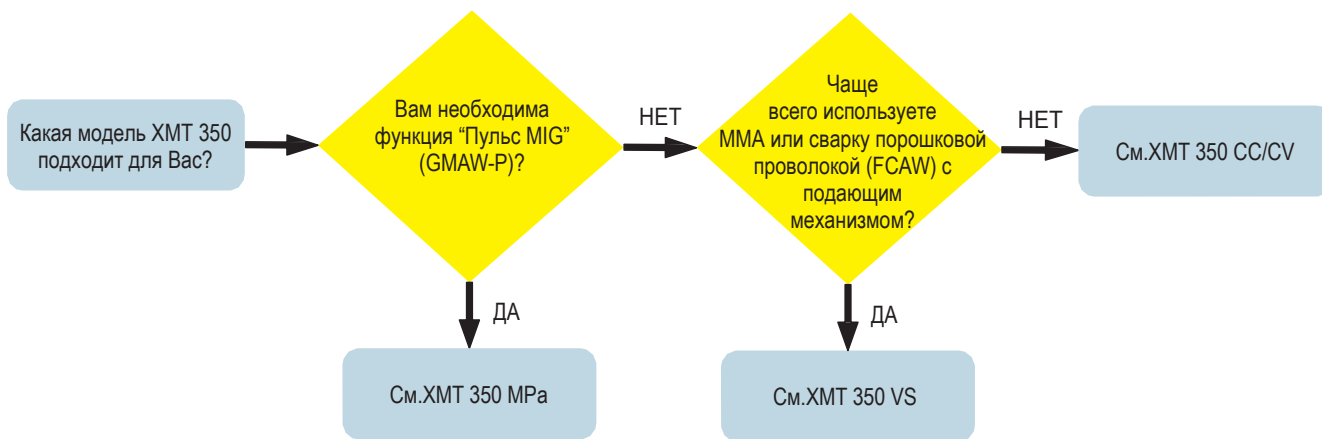 Какая модель XMT 350
подходит для Вас?
Вам необходима
функция “Пульс MIG”
(GMAW-P)?
НЕТ
Чаще
всего используете
MMA или сварку порошковой
проволокой (FCAW) с
подающим
механизмом?
НЕТ
См.XMT 350 CC/CV
ДА
ДА
См.XMT 350 MPa
См.XMT 350 VS